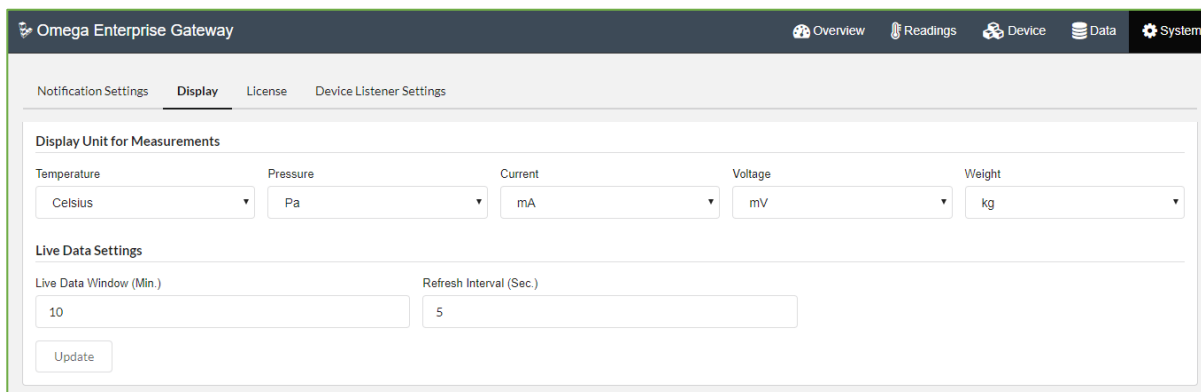 Omega Enterprise Gateway Overview Readings Device Data System
Notification Settings Display License Device Listener Settings
Display Unit for Measurements
Temperature Pressure Current Voltage Weight
Celsius Pa mA mV kg
Live Data Settings
Live Data Window (Min.) Refresh Interval (Sec.)
10 5
Update